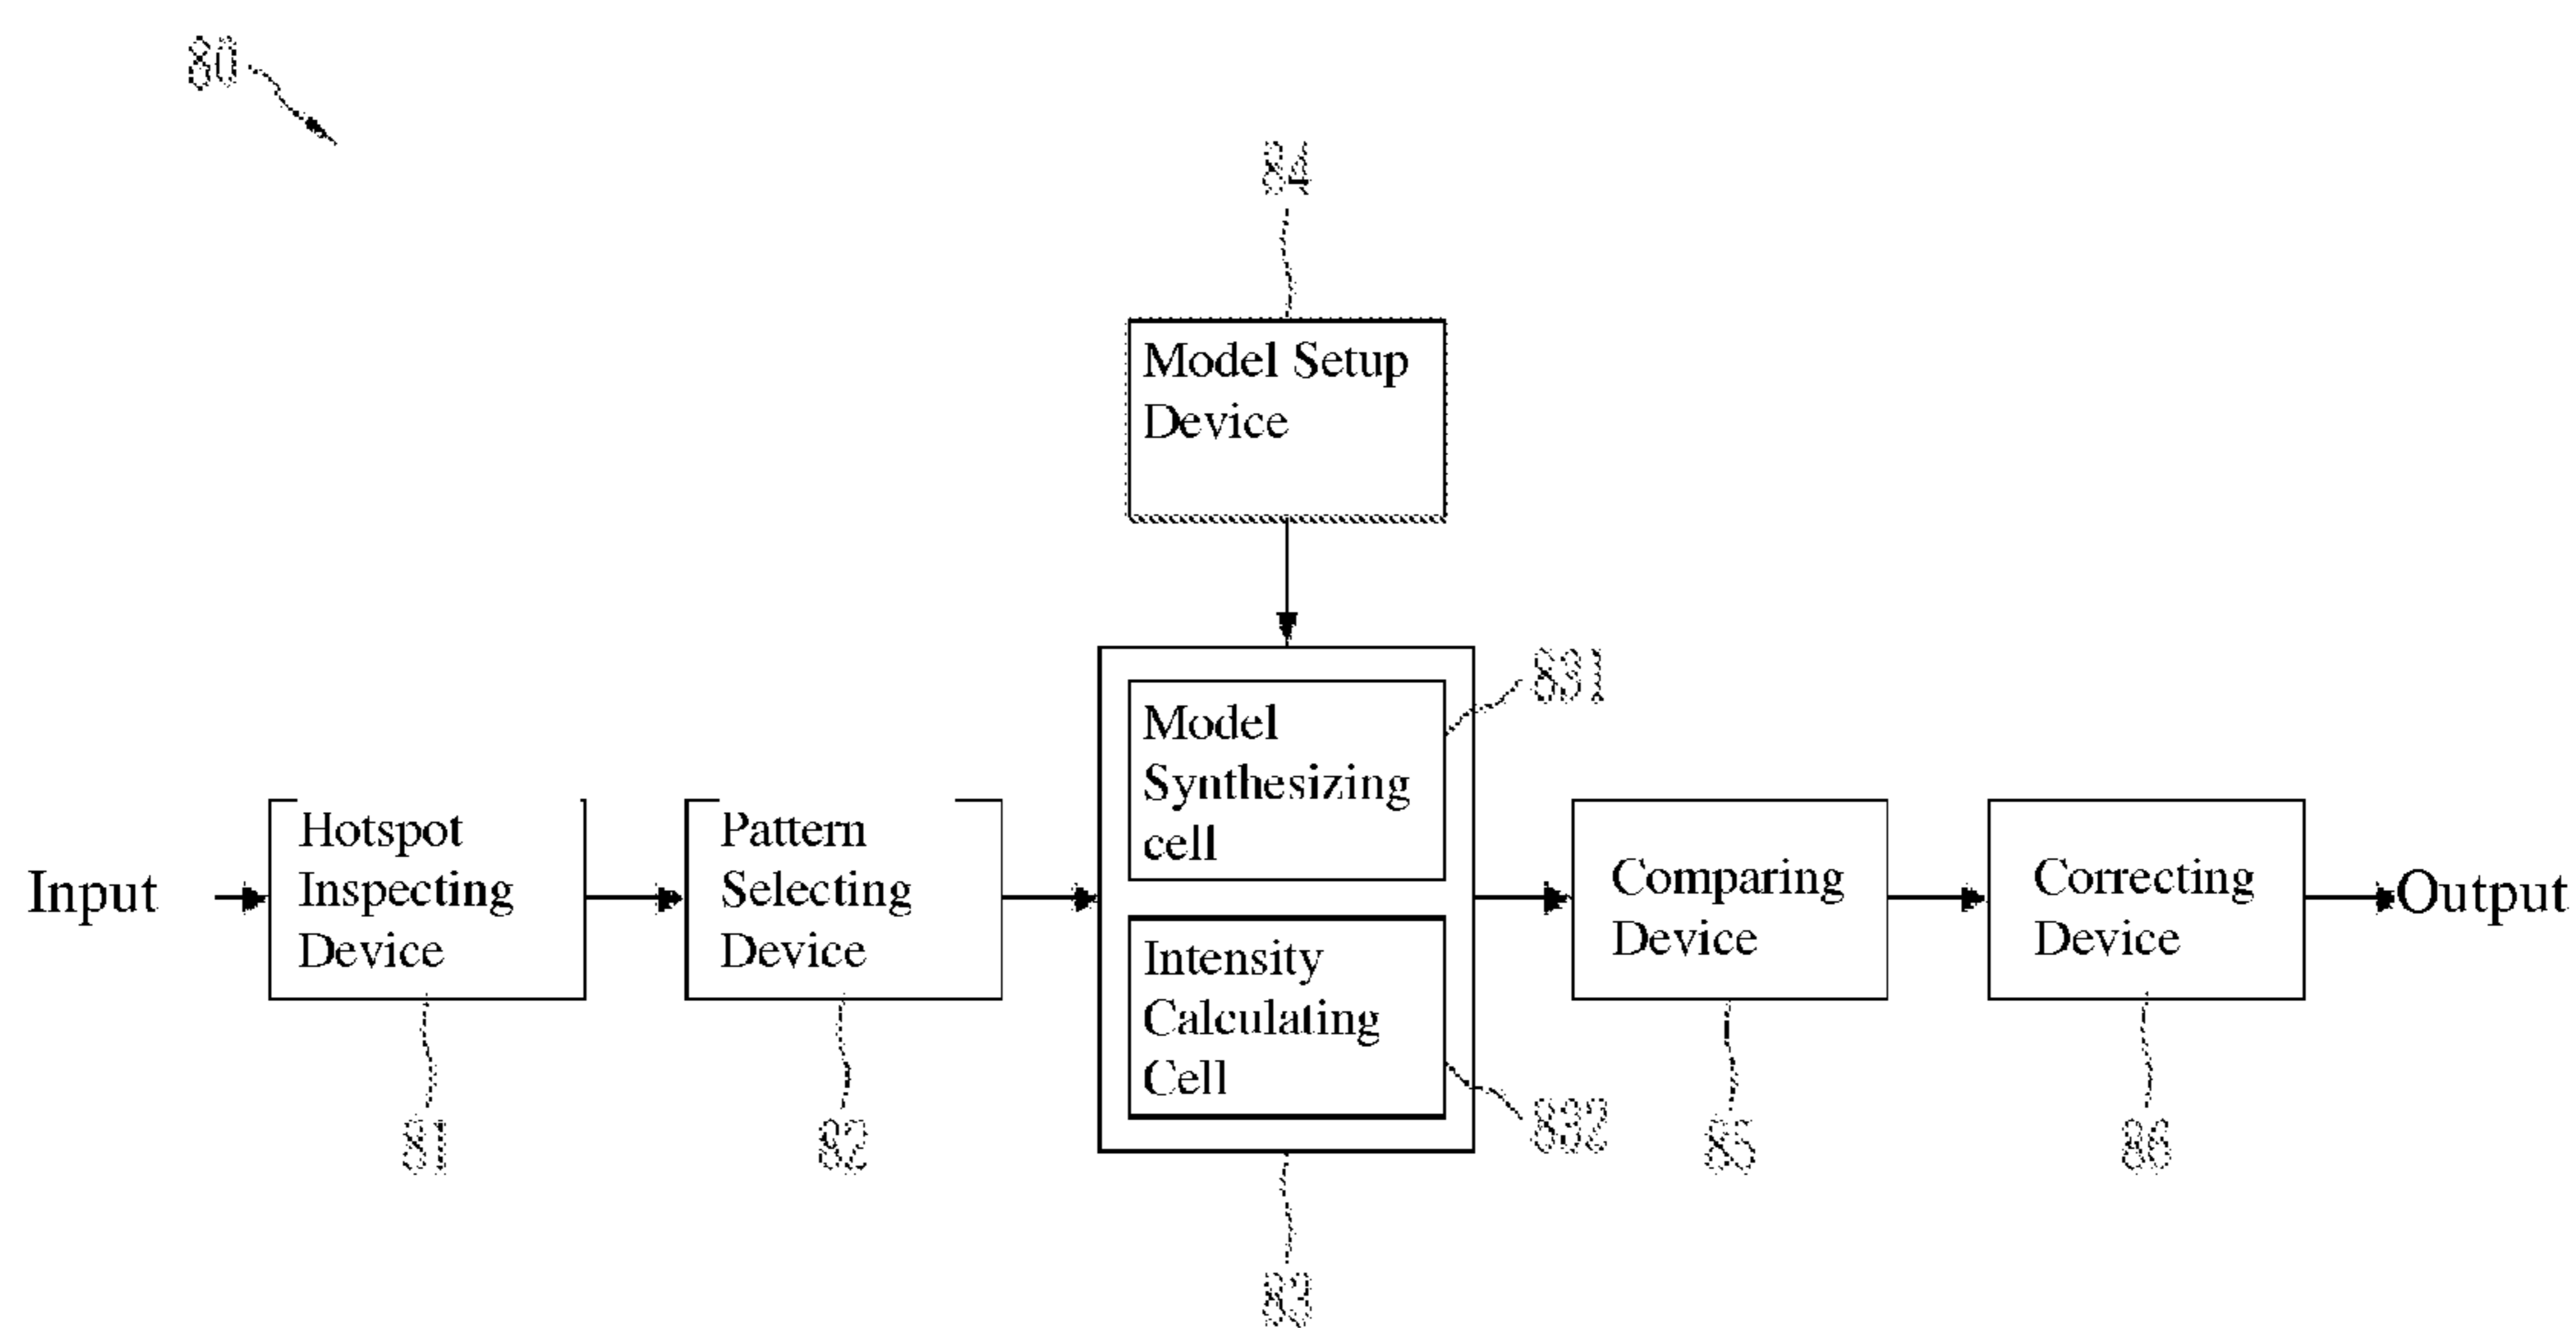 80
84
Model Setup
Device
831
Model
Synthesizing
cell
Input
Hotspot
Inspecting
Device
Pattern
Selecting
Device
Intensity
Calculating
Cell
Comparing
Device
Correcting
Device
Output
81
82
832
85
86
83